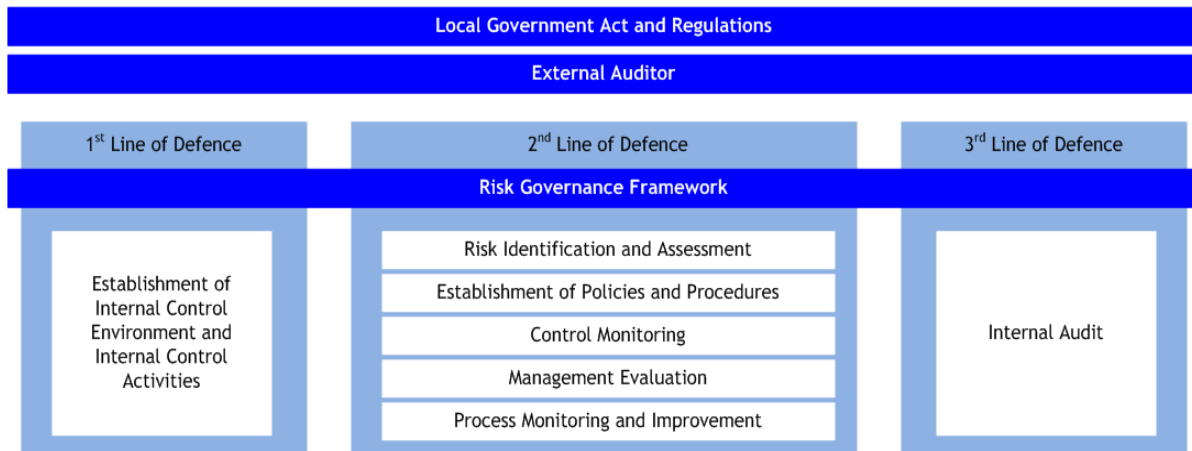 Local Government Act and Regulations
External Auditor
1st Line of Defence
2nd Line of Defence
3rd Line of Defence
Risk Governance Framework
Establishment of
Internal Control
Environment and
Internal Control
Activities
Risk Identification and Assessment
Establishment of Policies and Procedures
Control Monitoring
Management Evaluation
Process Monitoring and Improvement
Internal Audit